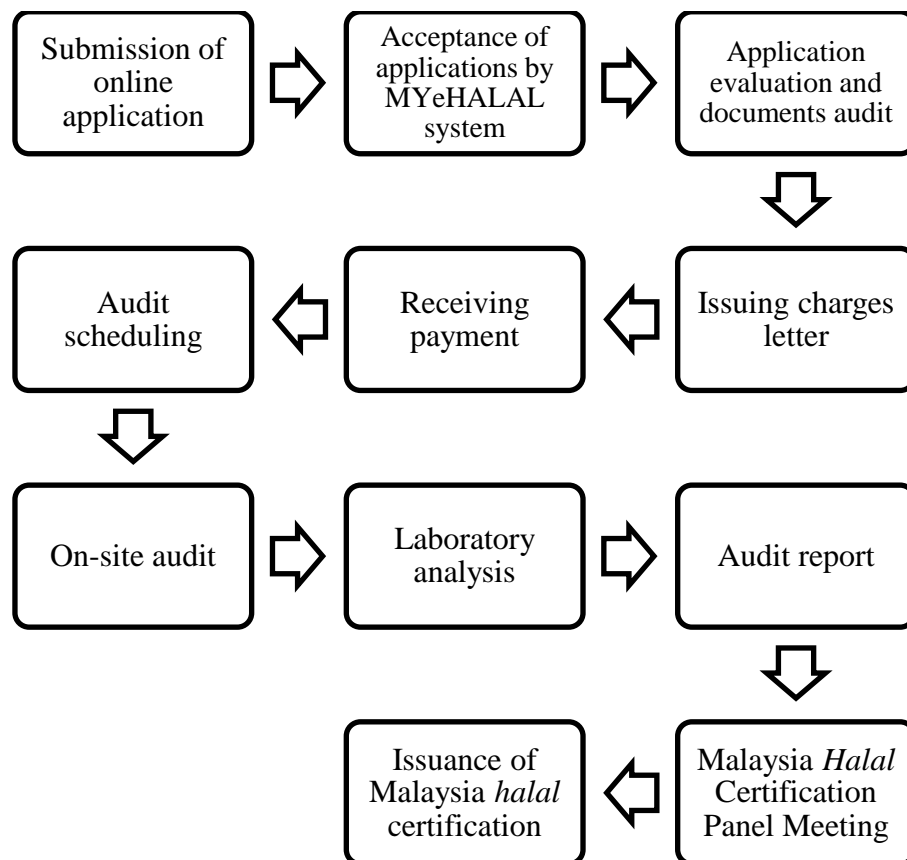 Submission of
online
application
Acceptance of
applications by
MYeHALAL
system
Application
evaluation and
documents audit
Issuing charges
letter
Receiving
payment
Audit
scheduling
On-site audit
Laboratory
analysis
Audit report
Malaysia Halal
Certification
Panel Meeting
Issuance of
Malaysia halal
certification